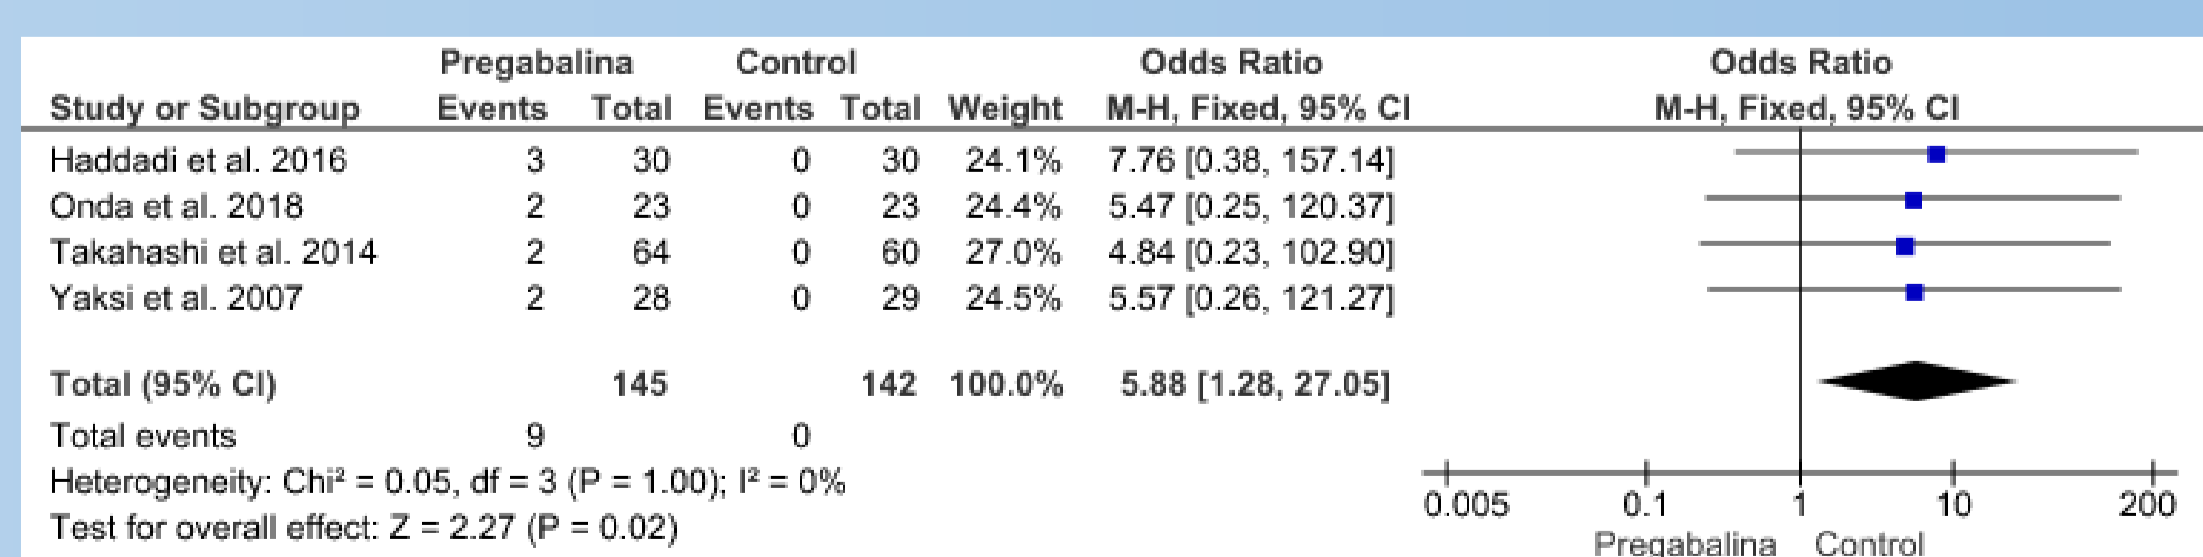 Pregabalina Control Odds Ratio Odds Ratio
Study or Subgroup Events Total Events Total Weight M-H, Fixed, 95% CI M-H, Fixed, 95% CI
Haddadi et al. 2016 3 30 0 30 24.1% 7.76 [0.38, 157.14]
Onda et al. 2018 2 23 0 23 24.4% 5.47 [0.25, 120.37]
Takahashi et al. 2014 2 64 0 60 27.0% 4.84 [0.23, 102.90]
Yaksi et al. 2007 2 28 0 29 24.5% 5.57 [0.26, 121.27]
Total (95% CI) 145 142 100.0% 5.88 [1.28, 27.05]
Total events 9 0
Heterogeneity: Chi² = 0.05, df = 3 (P = 1.00); I² = 0%
Test for overall effect: Z = 2.27 (P = 0.02)
0.005 0.1 1 10 200
Pregabalina Control